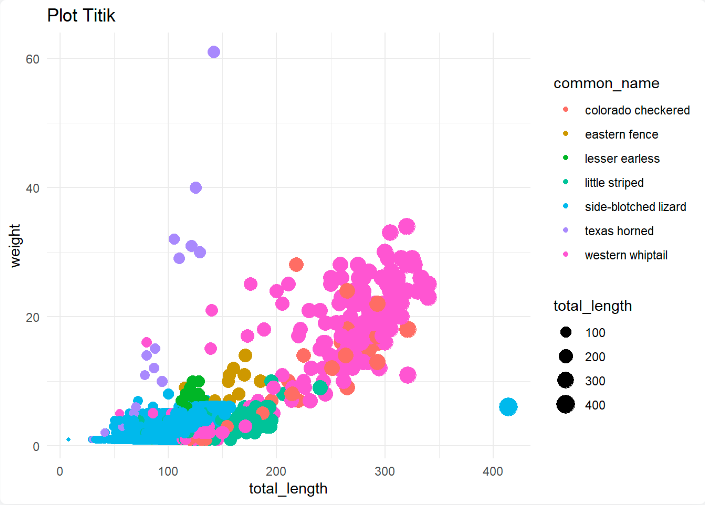 Plot Titik
60
40
20
0
weight
0
100
200
300
400
total_length
common_name
colorado checkered
eastern fence
lesser earless
little striped
side-blotched lizard
texas horned
western whiptail
total_length
100
200
300
400